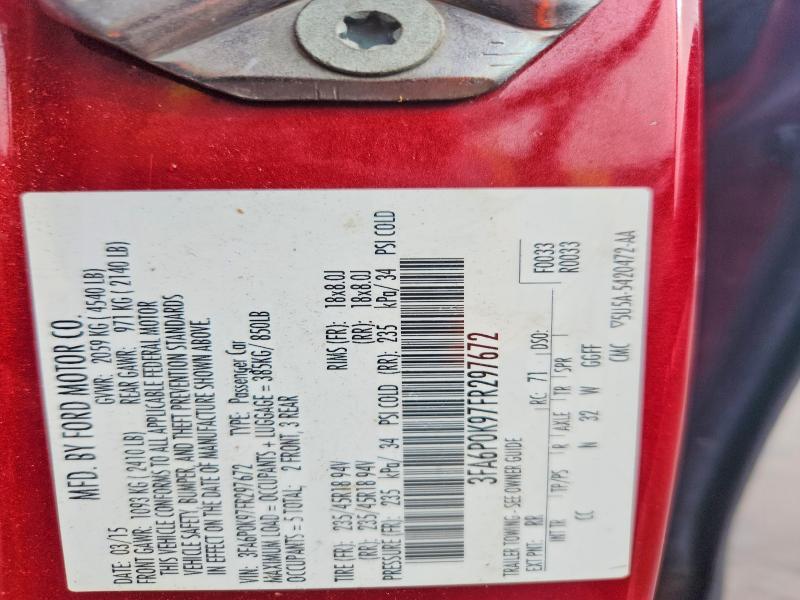 MFD. BY FORD MOTOR CO.
DATE: 03/15 GVWR: 2059 KG ( 4540 LB)
FRONT GAWR: 1093 KG ( 2410 LB) REAR GAWR: 971 KG ( 2140 LB)
THIS VEHICLE CONFORMS TO ALL APPLICABLE FEDERAL MOTOR
VEHICLE SAFETY, BUMPER, AND THEFT PREVENTION STANDARDS
IN EFFECT ON THE DATE OF MANUFACTURE SHOWN ABOVE.
VIN: 3FA6P0K97FR297672 TYPE: Passenger Car
MAXIMUM LOAD = OCCUPANTS + LUGGAGE = 385KG/ 850LB
OCCUPANTS = 5 TOTAL: 2 FRONT, 3 REAR
TIRE (FR): 235/45R18 94V RIMS (FR): 18x8.0J
(RR): 235/45R18 94V (RR): 18x8.0J
PRESSURE (FR): 235 kPa/ 34 PSI COLD (RR): 235 kPa/ 34 PSI COLD
3FA6P0K97FR297672
TRAILER TOWING - SEE OWNER GUIDE F0033
EXT PNT: RR RC: 71 DSO: R0033
INT TR TP/PS R AXLE TR SPR
CC N 32 W GGFF
CMC ▽5U5A-5420472-AA